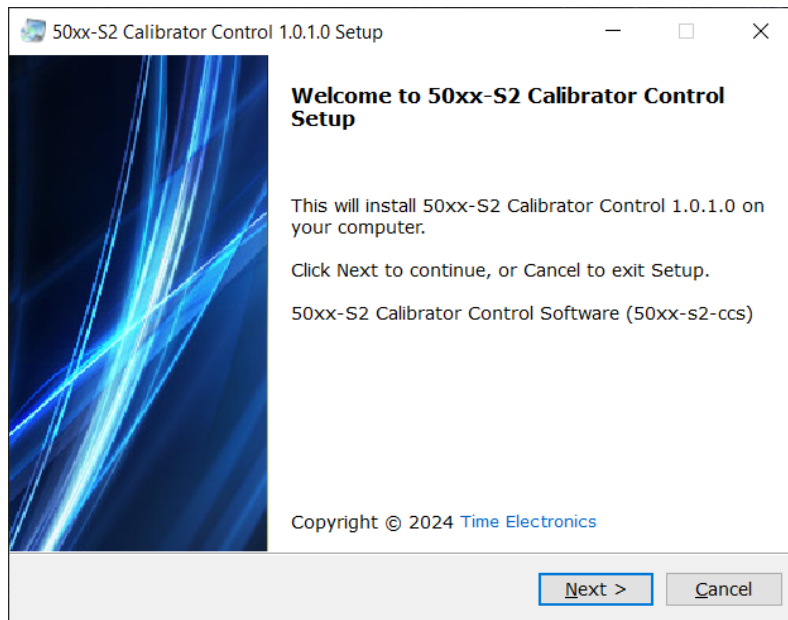 50xx-S2 Calibrator Control 1.0.1.0 Setup
Welcome to 50xx-S2 Calibrator Control
Setup
This will install 50xx-S2 Calibrator Control 1.0.1.0 on
your computer.
Click Next to continue, or Cancel to exit Setup.
50xx-S2 Calibrator Control Software (50xx-s2-ccs)
Copyright © 2024 Time Electronics
Next > Cancel